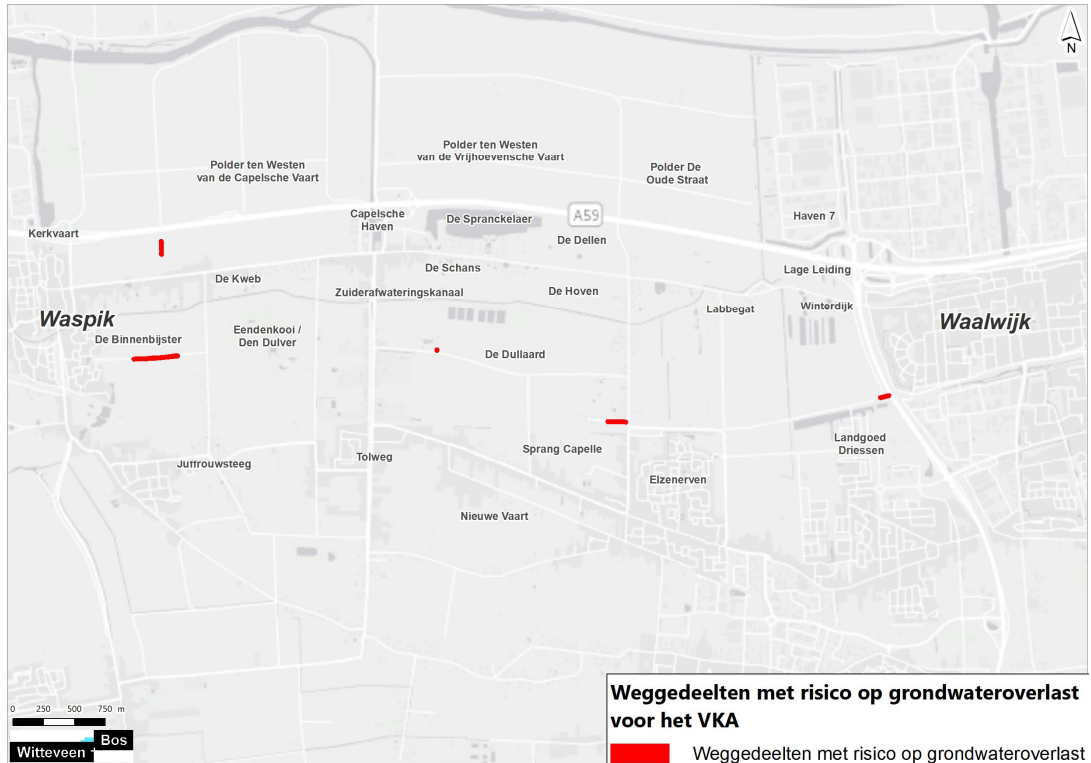 N
Polder ten Westen
van de Vrijhoevensche Vaart
Polder ten Westen
van de Capelsche Vaart
Polder De
Oude Straat
Capelsche
Haven
De Spranckelaer
A59
Haven 7
Kerkvaart
De Dellen
De Schans
Lage Leiding
De Kweb
Zuiderafwateringskanaal
De Hoven
Labbegat
Winterdijk
Waspik
Waalwijk
De Binnenbijster
Eendenkooi /
Den Dulver
De Dullaard
Sprang Capelle
Landgoed
Driessen
Juffrouwsteeg
Tolweg
Elzenerven
Nieuwe Vaart
0 250 500 750 m
Witteveen + Bos
Weggedeelten met risico op grondwateroverlast
voor het VKA
Weggedeelten met risico op grondwateroverlast